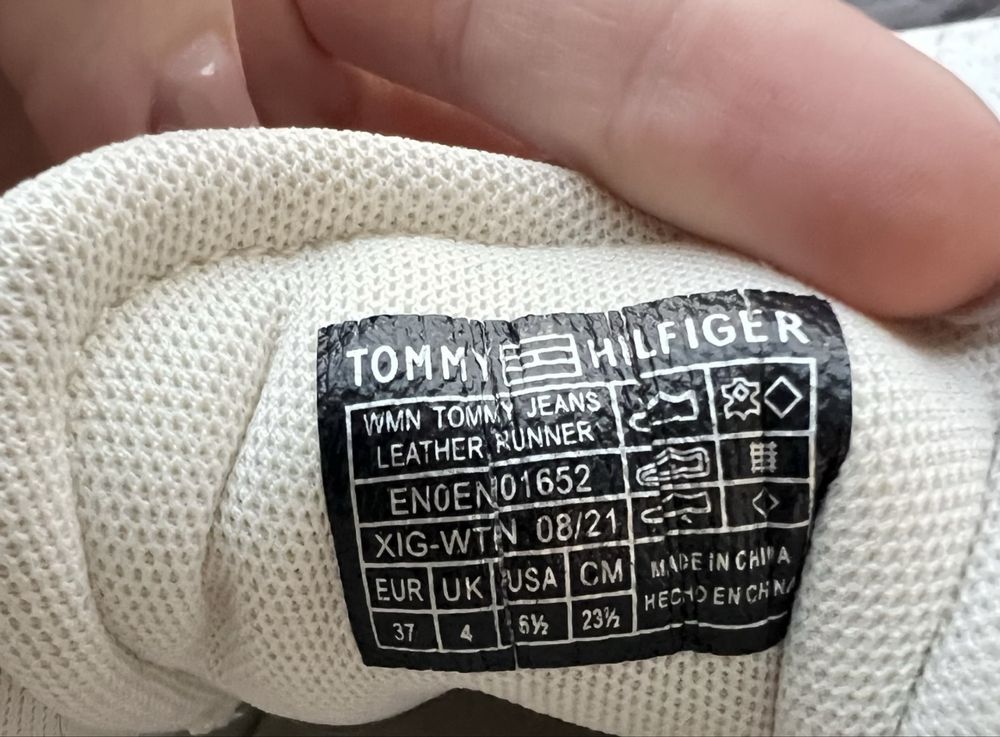 TOMMY HILFIGER
WMN TOMMY JEANS
LEATHER RUNNER
EN0EN01652
XIG-WTN 08/21
EUR UK USA CM
37 4 6½ 23½
MADE IN CHINA
HECHO EN CHINA